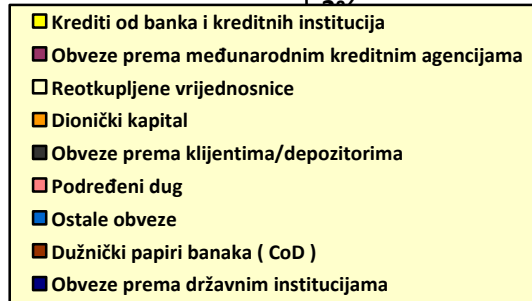 Krediti od banka i kreditnih institucija
Obveze prema međunarodnim kreditnim agencijama
Reotkupljene vrijednosnice
Dionički kapital
Obveze prema klijentima/depozitorima
Podređeni dug
Ostale obveze
Dužnički papiri banaka ( CoD )
Obveze prema državnim institucijama